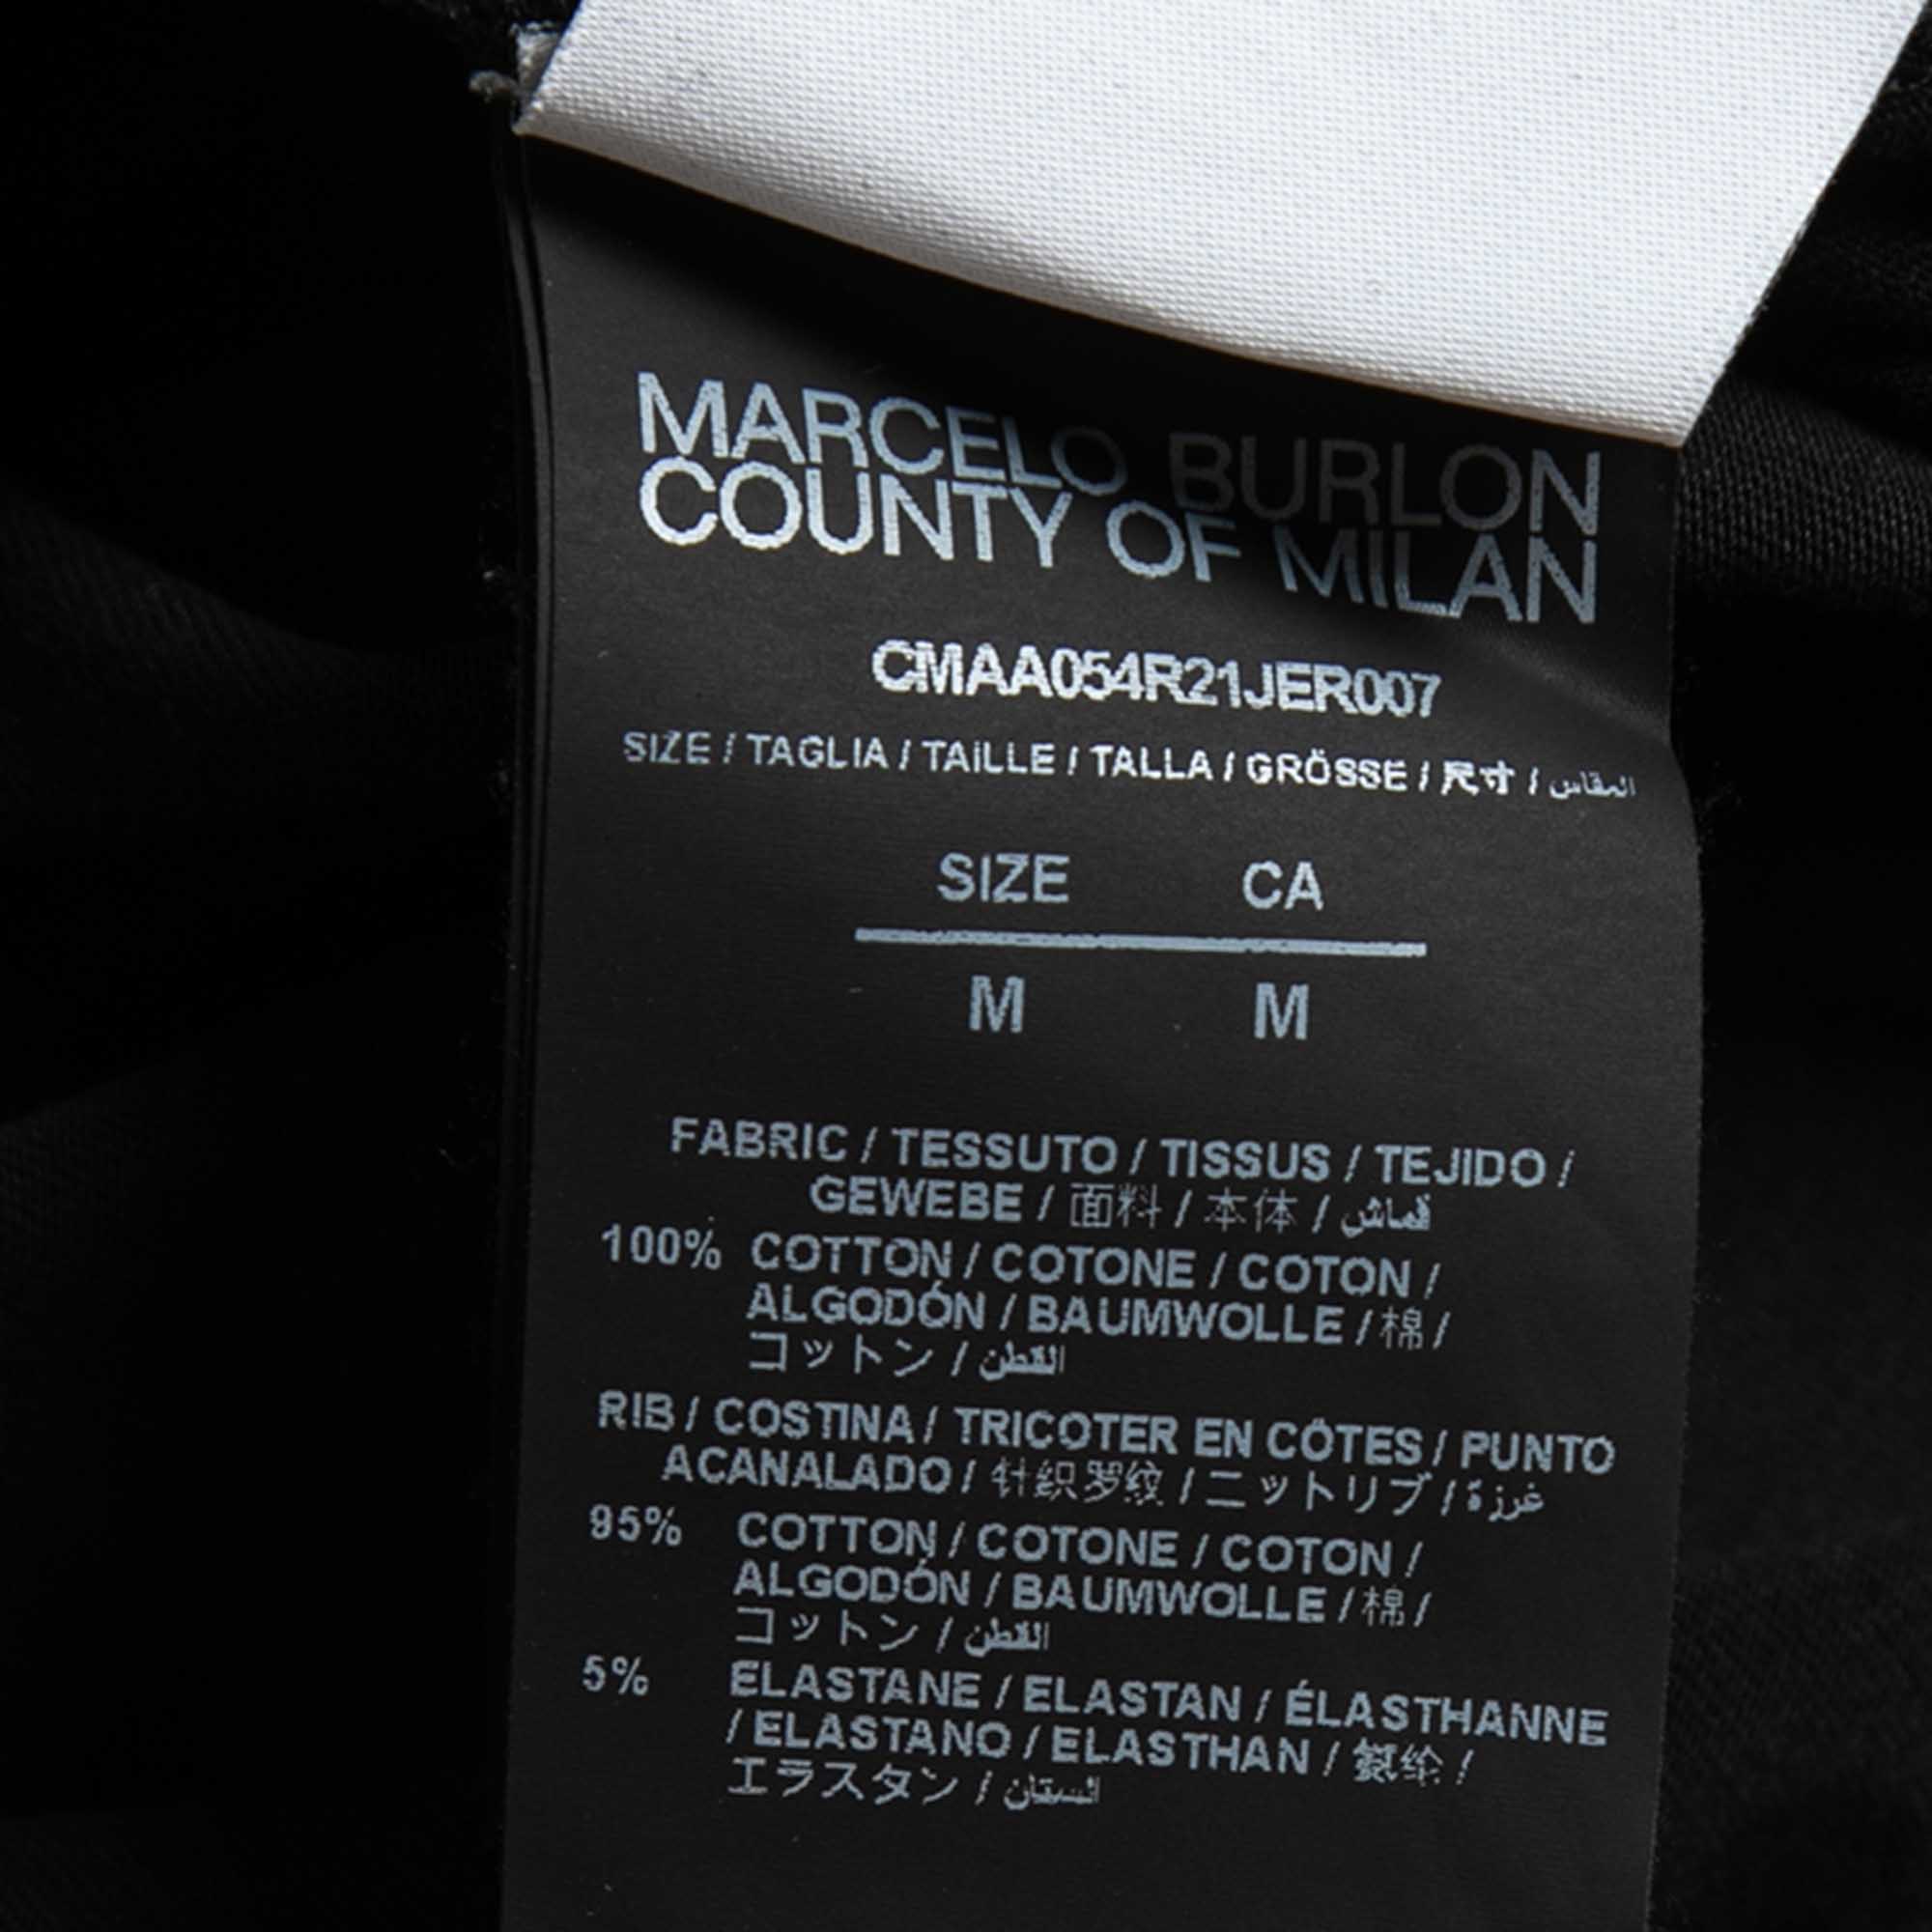 MARCELO BURLON
COUNTY OF MILAN
CMAA054R21JER007
SIZE / TAGLIA / TAILLE / TALLA / GRÖSSE / 尺寸 / المقاس
SIZE CA
M M
FABRIC / TESSUTO / TISSUS / TEJIDO /
GEWEBE / 面料 / 本体 / قماش
100% COTTON / COTONE / COTON /
ALGODÓN / BAUMWOLLE / 棉 /
コットン / القطن
RIB / COSTINA / TRICOTER EN CÔTES / PUNTO
ACANALADO / 针织罗纹 / ニットリブ / غرزة
95% COTTON / COTONE / COTON /
ALGODÓN / BAUMWOLLE / 棉 /
コットン / القطن
5% ELASTANE / ELASTAN / ÉLASTHANNE
/ ELASTANO / ELASTHAN / 氨纶 /
エラスタン / الستان